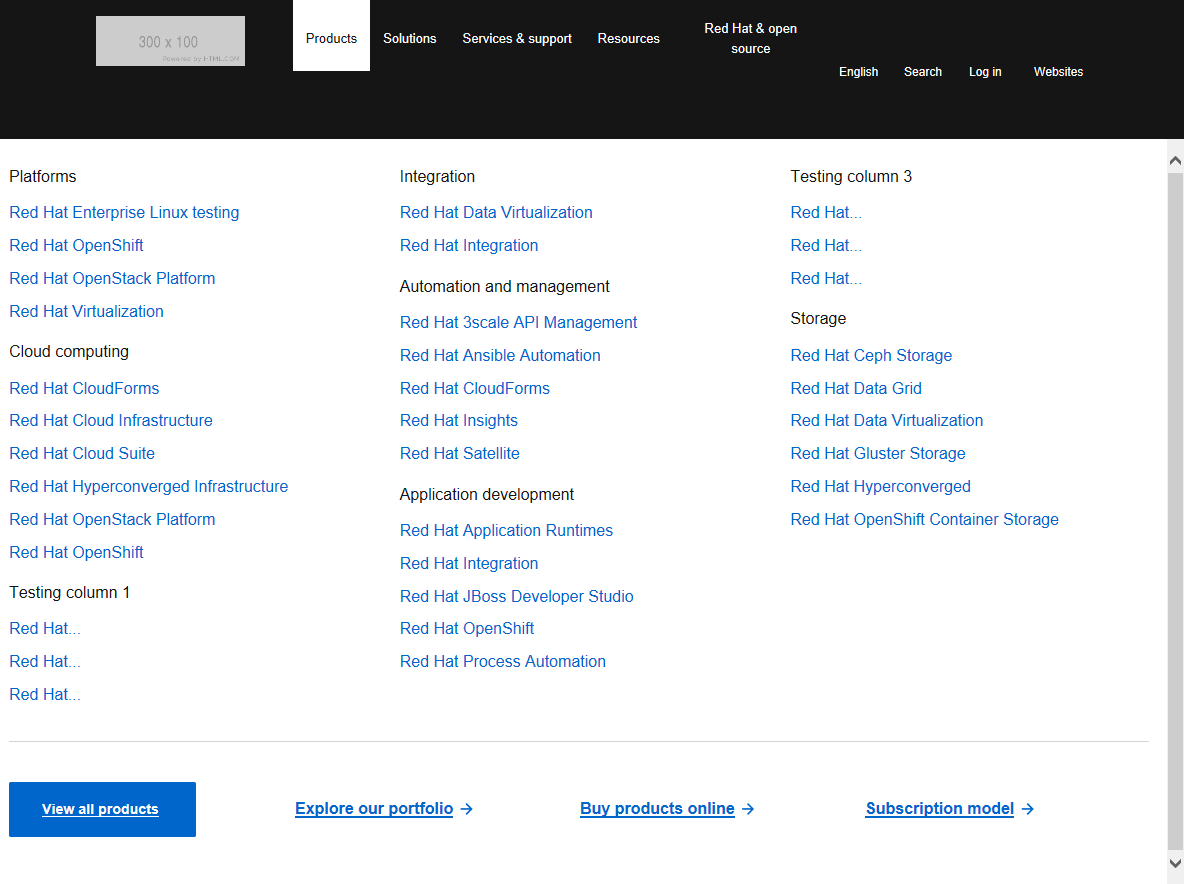 300 x 100
Powered by HTML.COM
Products
Solutions
Services & support
Resources
Red Hat & open
source
English
Search
Log in
Websites
Platforms
Red Hat Enterprise Linux testing
Red Hat OpenShift
Red Hat OpenStack Platform
Red Hat Virtualization
Cloud computing
Red Hat CloudForms
Red Hat Cloud Infrastructure
Red Hat Cloud Suite
Red Hat Hyperconverged Infrastructure
Red Hat OpenStack Platform
Red Hat OpenShift
Testing column 1
Red Hat...
Red Hat...
Red Hat...
Integration
Red Hat Data Virtualization
Red Hat Integration
Automation and management
Red Hat 3scale API Management
Red Hat Ansible Automation
Red Hat CloudForms
Red Hat Insights
Red Hat Satellite
Application development
Red Hat Application Runtimes
Red Hat Integration
Red Hat JBoss Developer Studio
Red Hat OpenShift
Red Hat Process Automation
Testing column 3
Red Hat...
Red Hat...
Red Hat...
Storage
Red Hat Ceph Storage
Red Hat Data Grid
Red Hat Data Virtualization
Red Hat Gluster Storage
Red Hat Hyperconverged
Red Hat OpenShift Container Storage
View all products
Explore our portfolio
Buy products online
Subscription model